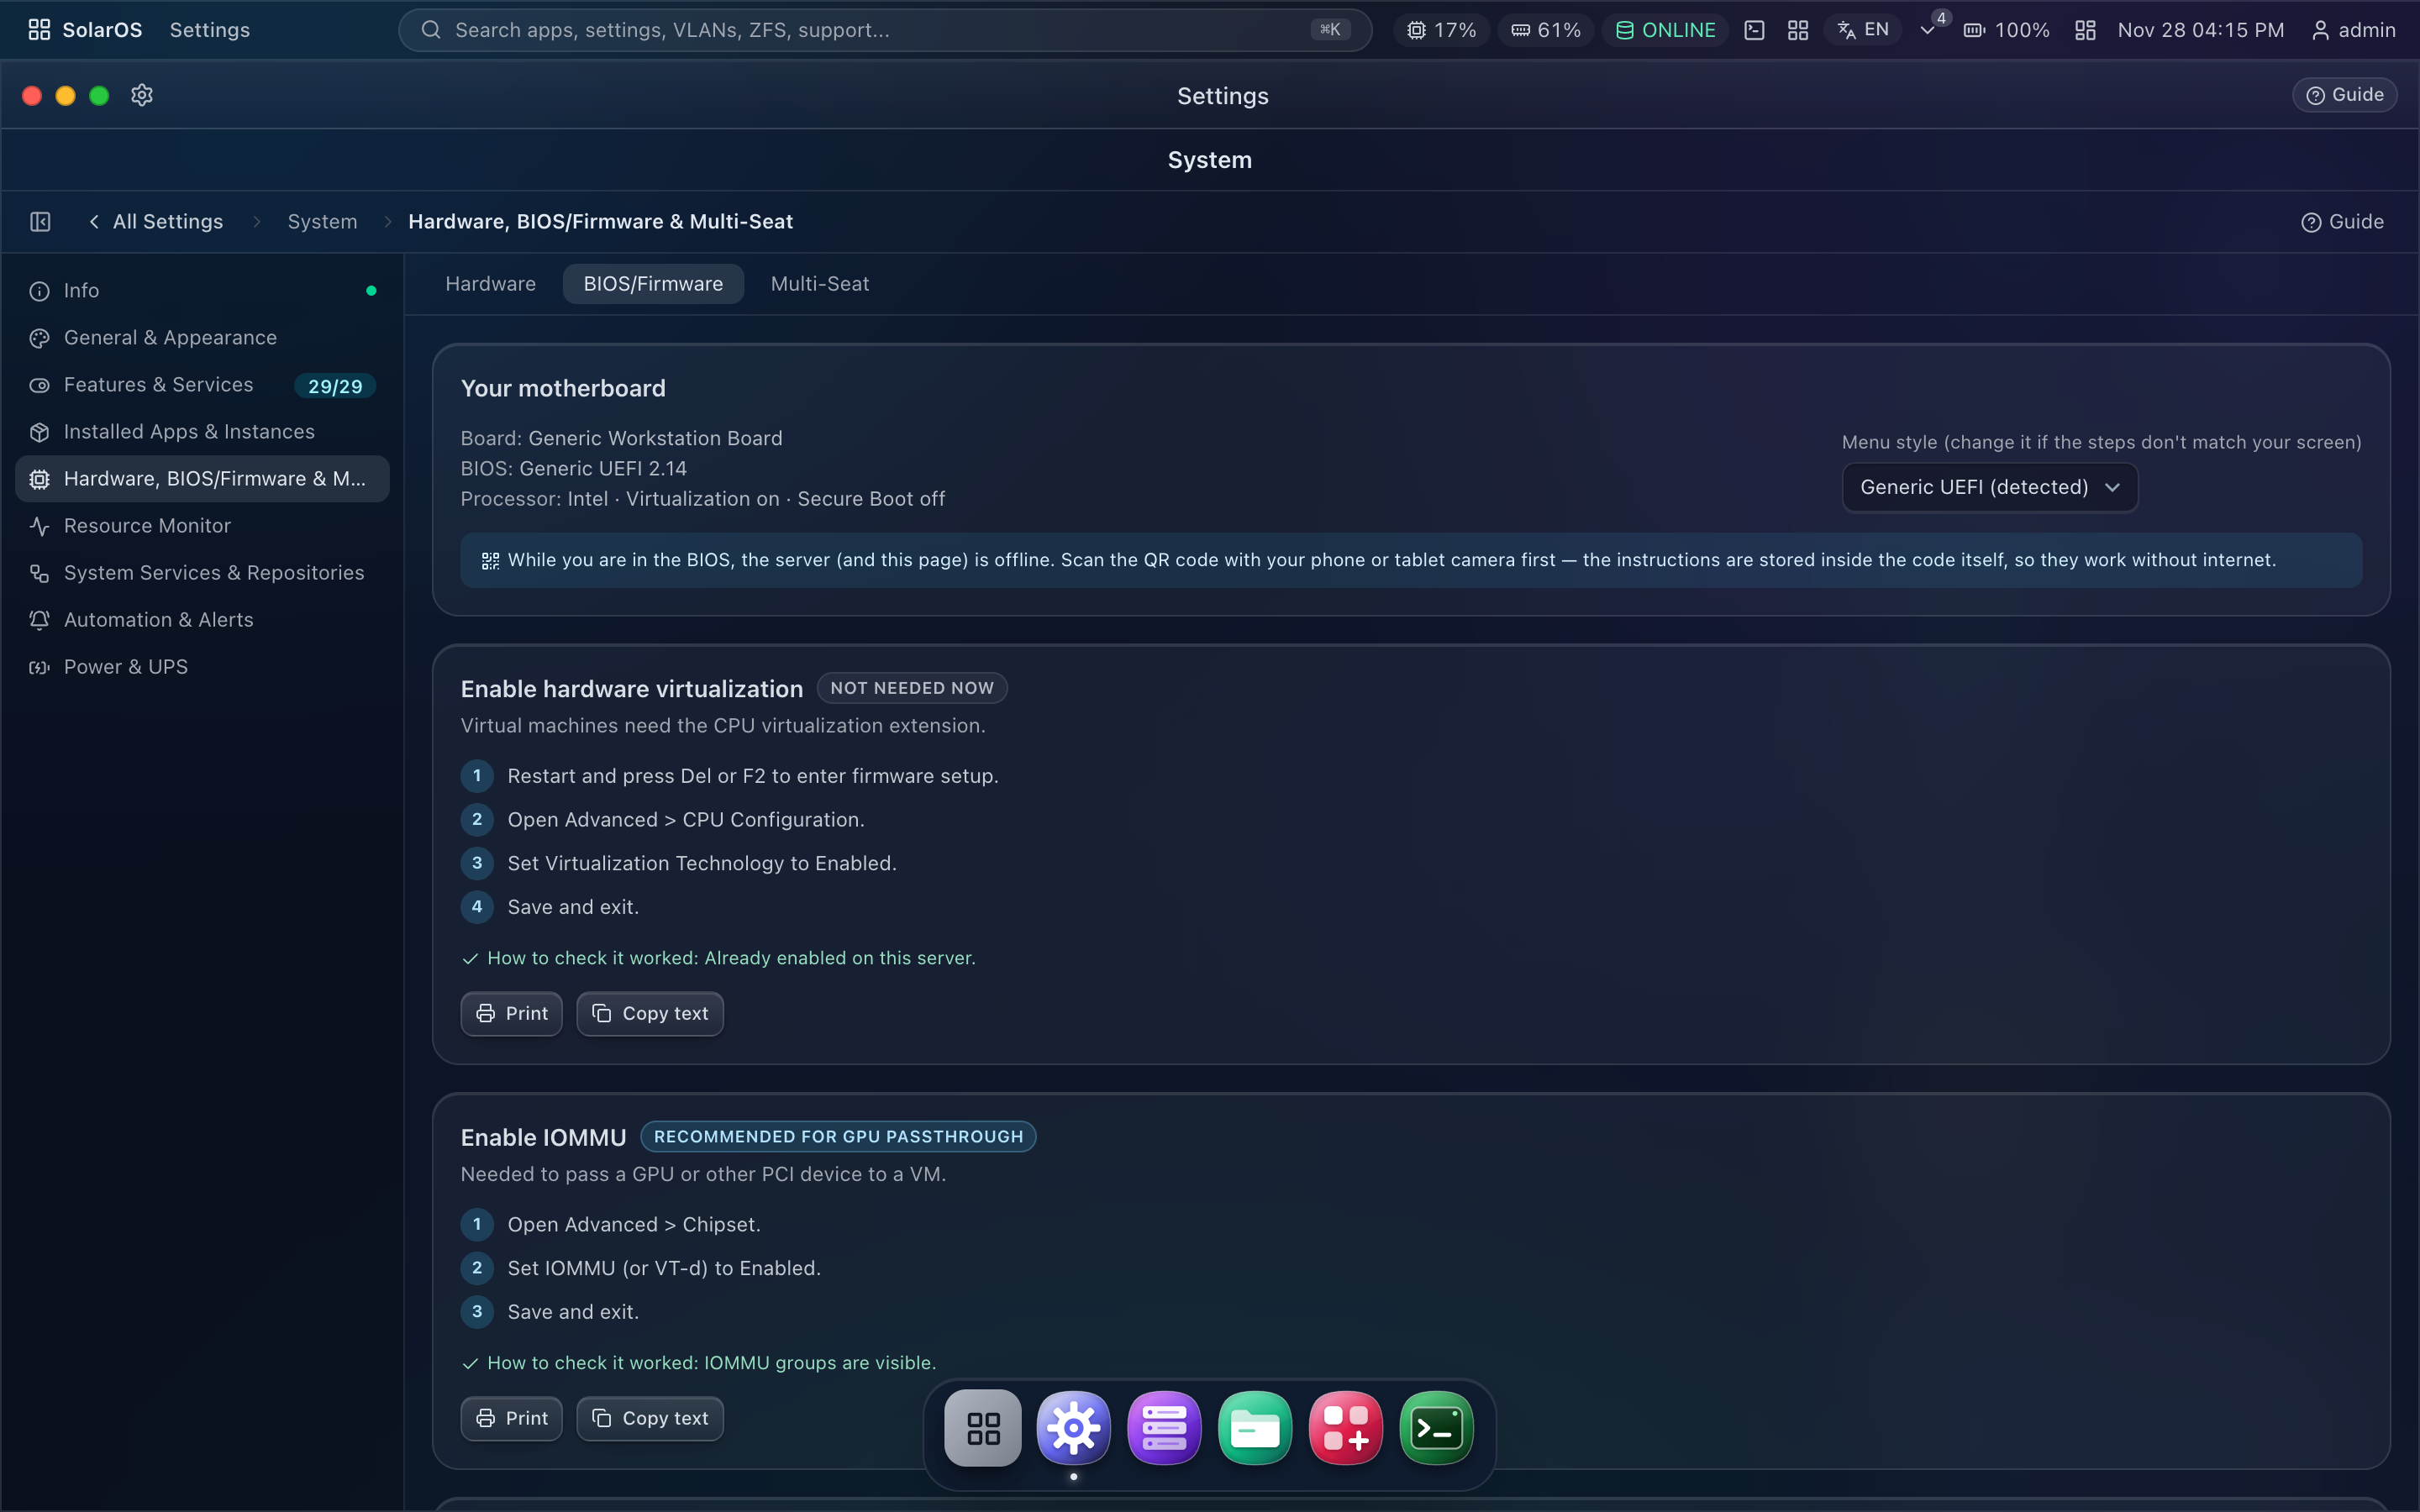 SolarOS Settings Search apps, settings, VLANs, ZFS, support... ⌘K 17% 61% ONLINE EN 4 100% Nov 28 04:15 PM admin
Settings Guide
System
All Settings System Hardware, BIOS/Firmware & Multi-Seat Guide
Info
General & Appearance
Features & Services 29/29
Installed Apps & Instances
Hardware, BIOS/Firmware & M...
Resource Monitor
System Services & Repositories
Automation & Alerts
Power & UPS
Hardware BIOS/Firmware Multi-Seat
Your motherboard
Board: Generic Workstation Board
BIOS: Generic UEFI 2.14
Processor: Intel · Virtualization on · Secure Boot off
Menu style (change it if the steps don't match your screen)
Generic UEFI (detected)
While you are in the BIOS, the server (and this page) is offline. Scan the QR code with your phone or tablet camera first — the instructions are stored inside the code itself, so they work without internet.
Enable hardware virtualization NOT NEEDED NOW
Virtual machines need the CPU virtualization extension.
1 Restart and press Del or F2 to enter firmware setup.
2 Open Advanced > CPU Configuration.
3 Set Virtualization Technology to Enabled.
4 Save and exit.
How to check it worked: Already enabled on this server.
Print Copy text
Enable IOMMU RECOMMENDED FOR GPU PASSTHROUGH
Needed to pass a GPU or other PCI device to a VM.
1 Open Advanced > Chipset.
2 Set IOMMU (or VT-d) to Enabled.
3 Save and exit.
How to check it worked: IOMMU groups are visible.
Print Copy text